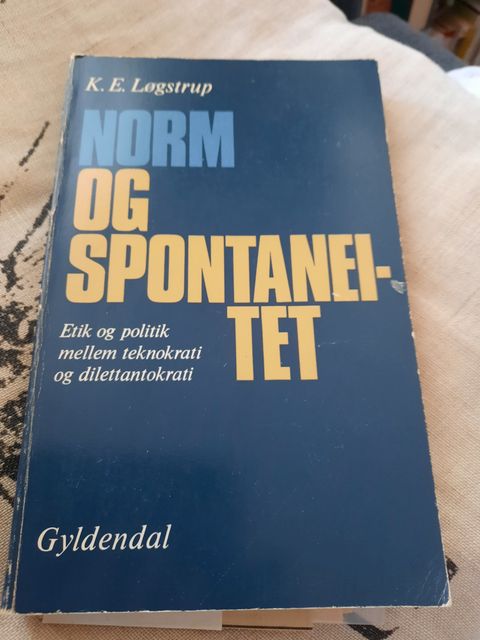 K. E. Løgstrup
NORM
OG
SPONTANEI-
TET
Etik og politik
mellem teknokrati
og dilettantokrati
Gyldendal